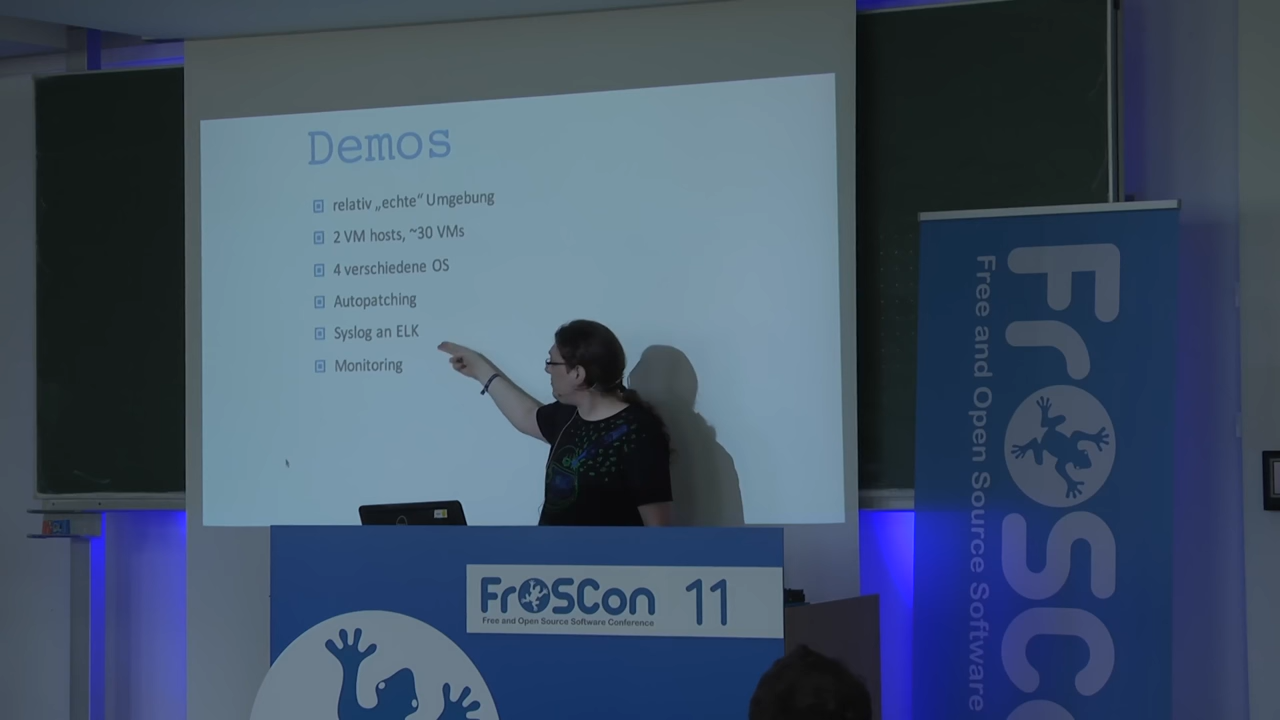 Demos
relativ „echte“ Umgebung
2 VM hosts, ~30 VMs
4 verschiedene OS
Autopatching
Syslog an ELK
Monitoring
FrOSCon 11
Free and Open Source Software Conference
FrOSCo
Free and Open Source Software